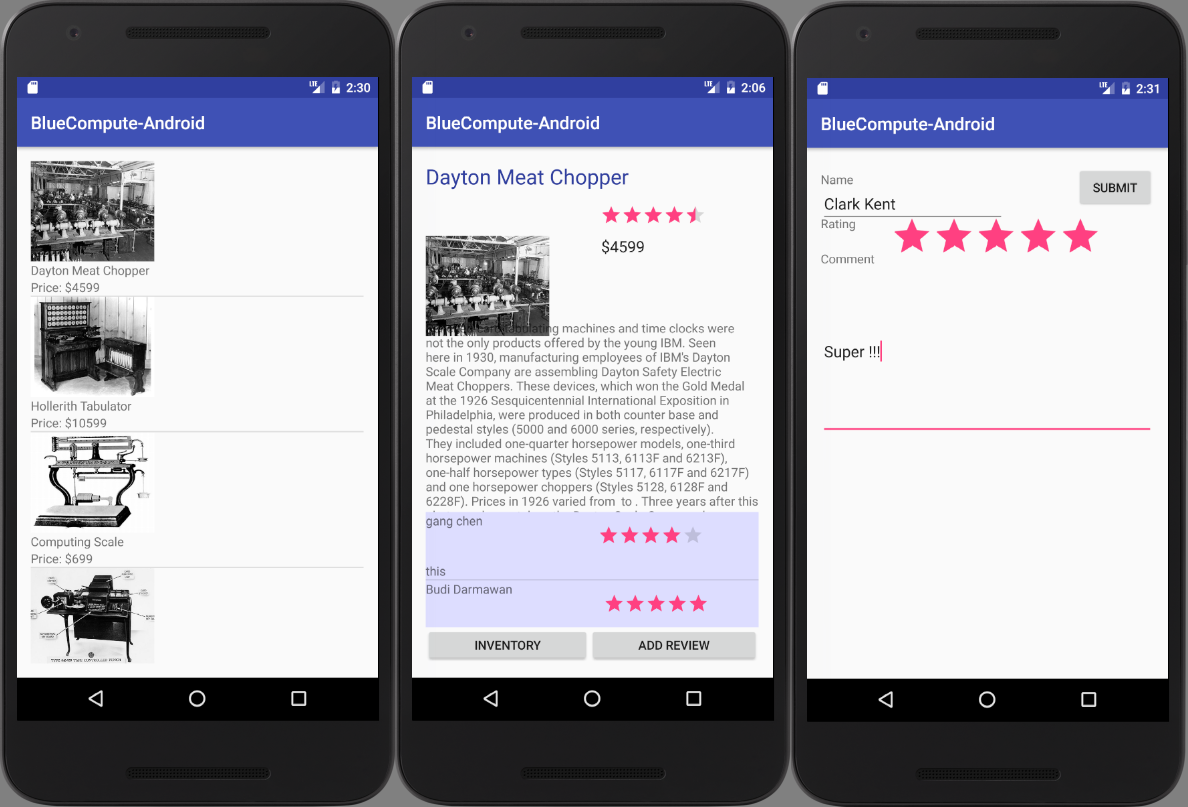 LTE 2:30
BlueCompute-Android
Dayton Meat Chopper
Price: $4599
Hollerith Tabulator
Price: $10599
Computing Scale
Price: $699
LTE 2:06
BlueCompute-Android
Dayton Meat Chopper
$4599
machines and time clocks were
not the only products offered by the young IBM. Seen
here in 1930, manufacturing employees of IBM's Dayton
Scale Company are assembling Dayton Safety Electric
Meat Choppers. These devices, which won the Gold Medal
at the 1926 Sesquicentennial International Exposition in
Philadelphia, were produced in both counter base and
pedestal styles (5000 and 6000 series, respectively).
They included one-quarter horsepower models, one-third
horsepower machines (Styles 5113, 6113F and 6213F),
one-half horsepower types (Styles 5117, 6117F and 6217F)
and one horsepower choppers (Styles 5128, 6128F and
6228F). Prices in 1926 varied from to . Three years after this
gang chen
this
Budi Darmawan
INVENTORY ADD REVIEW
LTE 2:31
BlueCompute-Android
Name
SUBMIT
Clark Kent
Rating
Comment
Super !!!